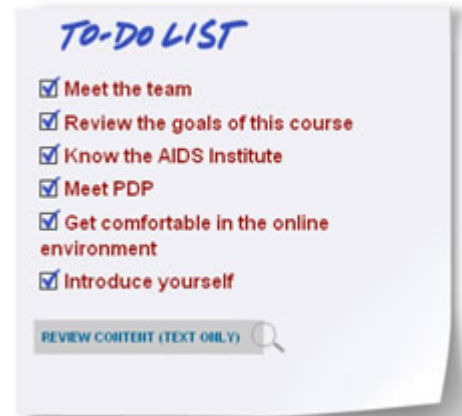 TO-DO LIST
Meet the team
Review the goals of this course
Know the AIDS Institute
Meet PDP
Get comfortable in the online
environment
Introduce yourself
REVIEW CONTENT (TEXT ONLY)